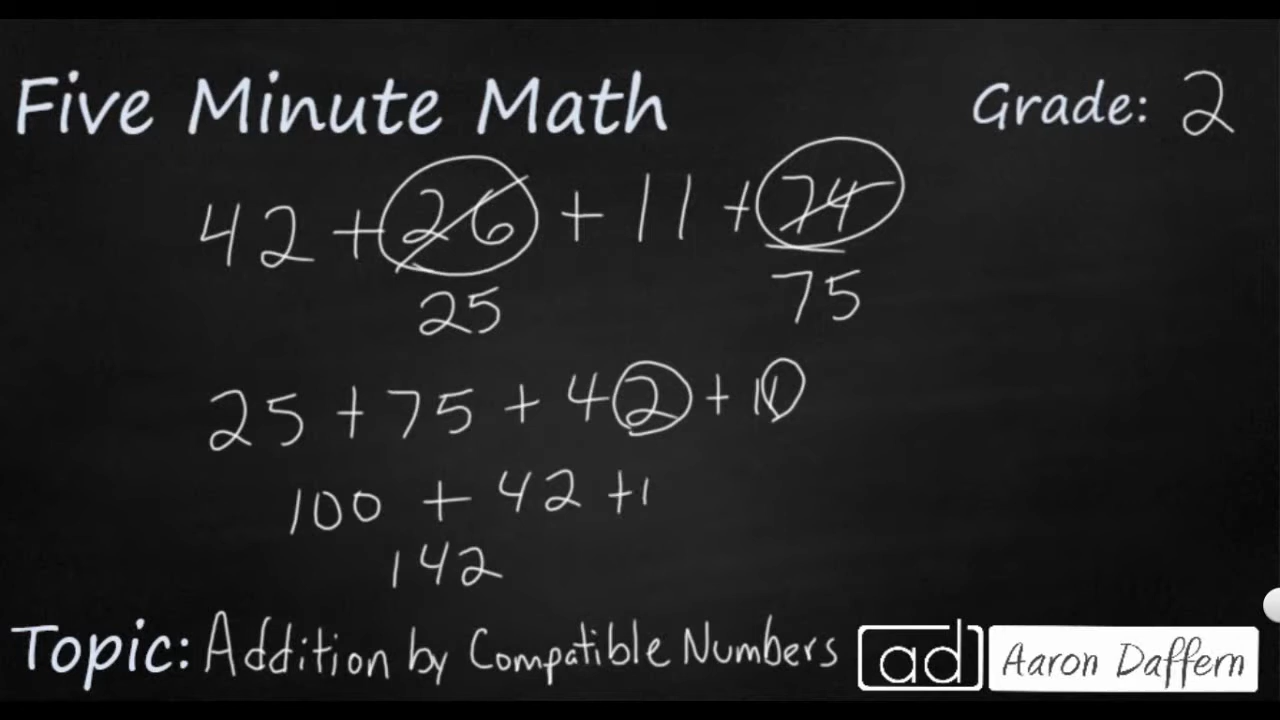 Five Minute Math Grade: 2
42 + 26 + 11 + 74
25 75
25 + 75 + 42 + 11
100 + 42 + 1
142
Topic: Addition by Compatible Numbers ad Aaron Daffern